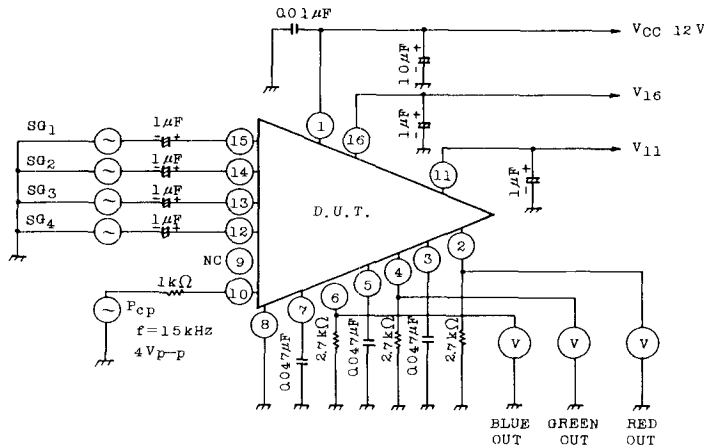 0.01μF
VCC 12V
10μF
V16
1μF
V11
1μF
SG1
1μF
15
1
16
11
SG2
1μF
14
SG3
1μF
13
D.U.T.
SG4
1μF
12
NC
9
2
3
4
5
6
7
8
1kΩ
10
Pcp
f=15kHz
4Vp-p
0.047μF
2.7kΩ
0.047μF
2.7kΩ
0.047μF
2.7kΩ
V
V
V
BLUE OUT
GREEN OUT
RED OUT